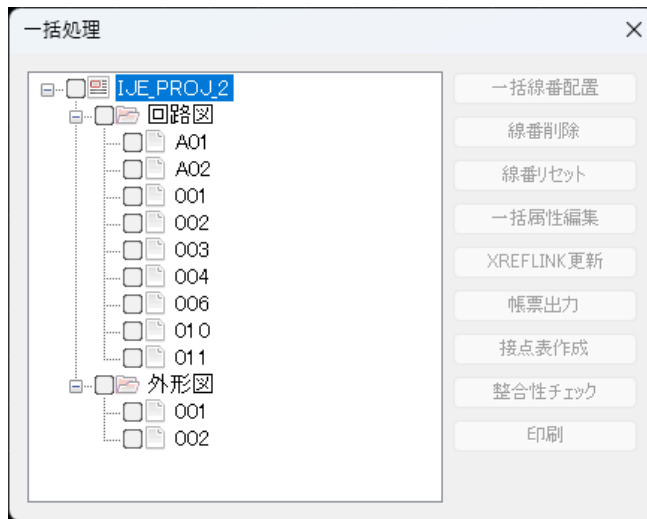 一括処理
IJE_PROJ_2
回路図
A01
A02
001
002
003
004
006
010
011
外形図
001
002
一括線番配置
線番削除
線番リセット
一括属性編集
XREFLINK更新
帳票出力
接点表作成
整合性チェック
印刷